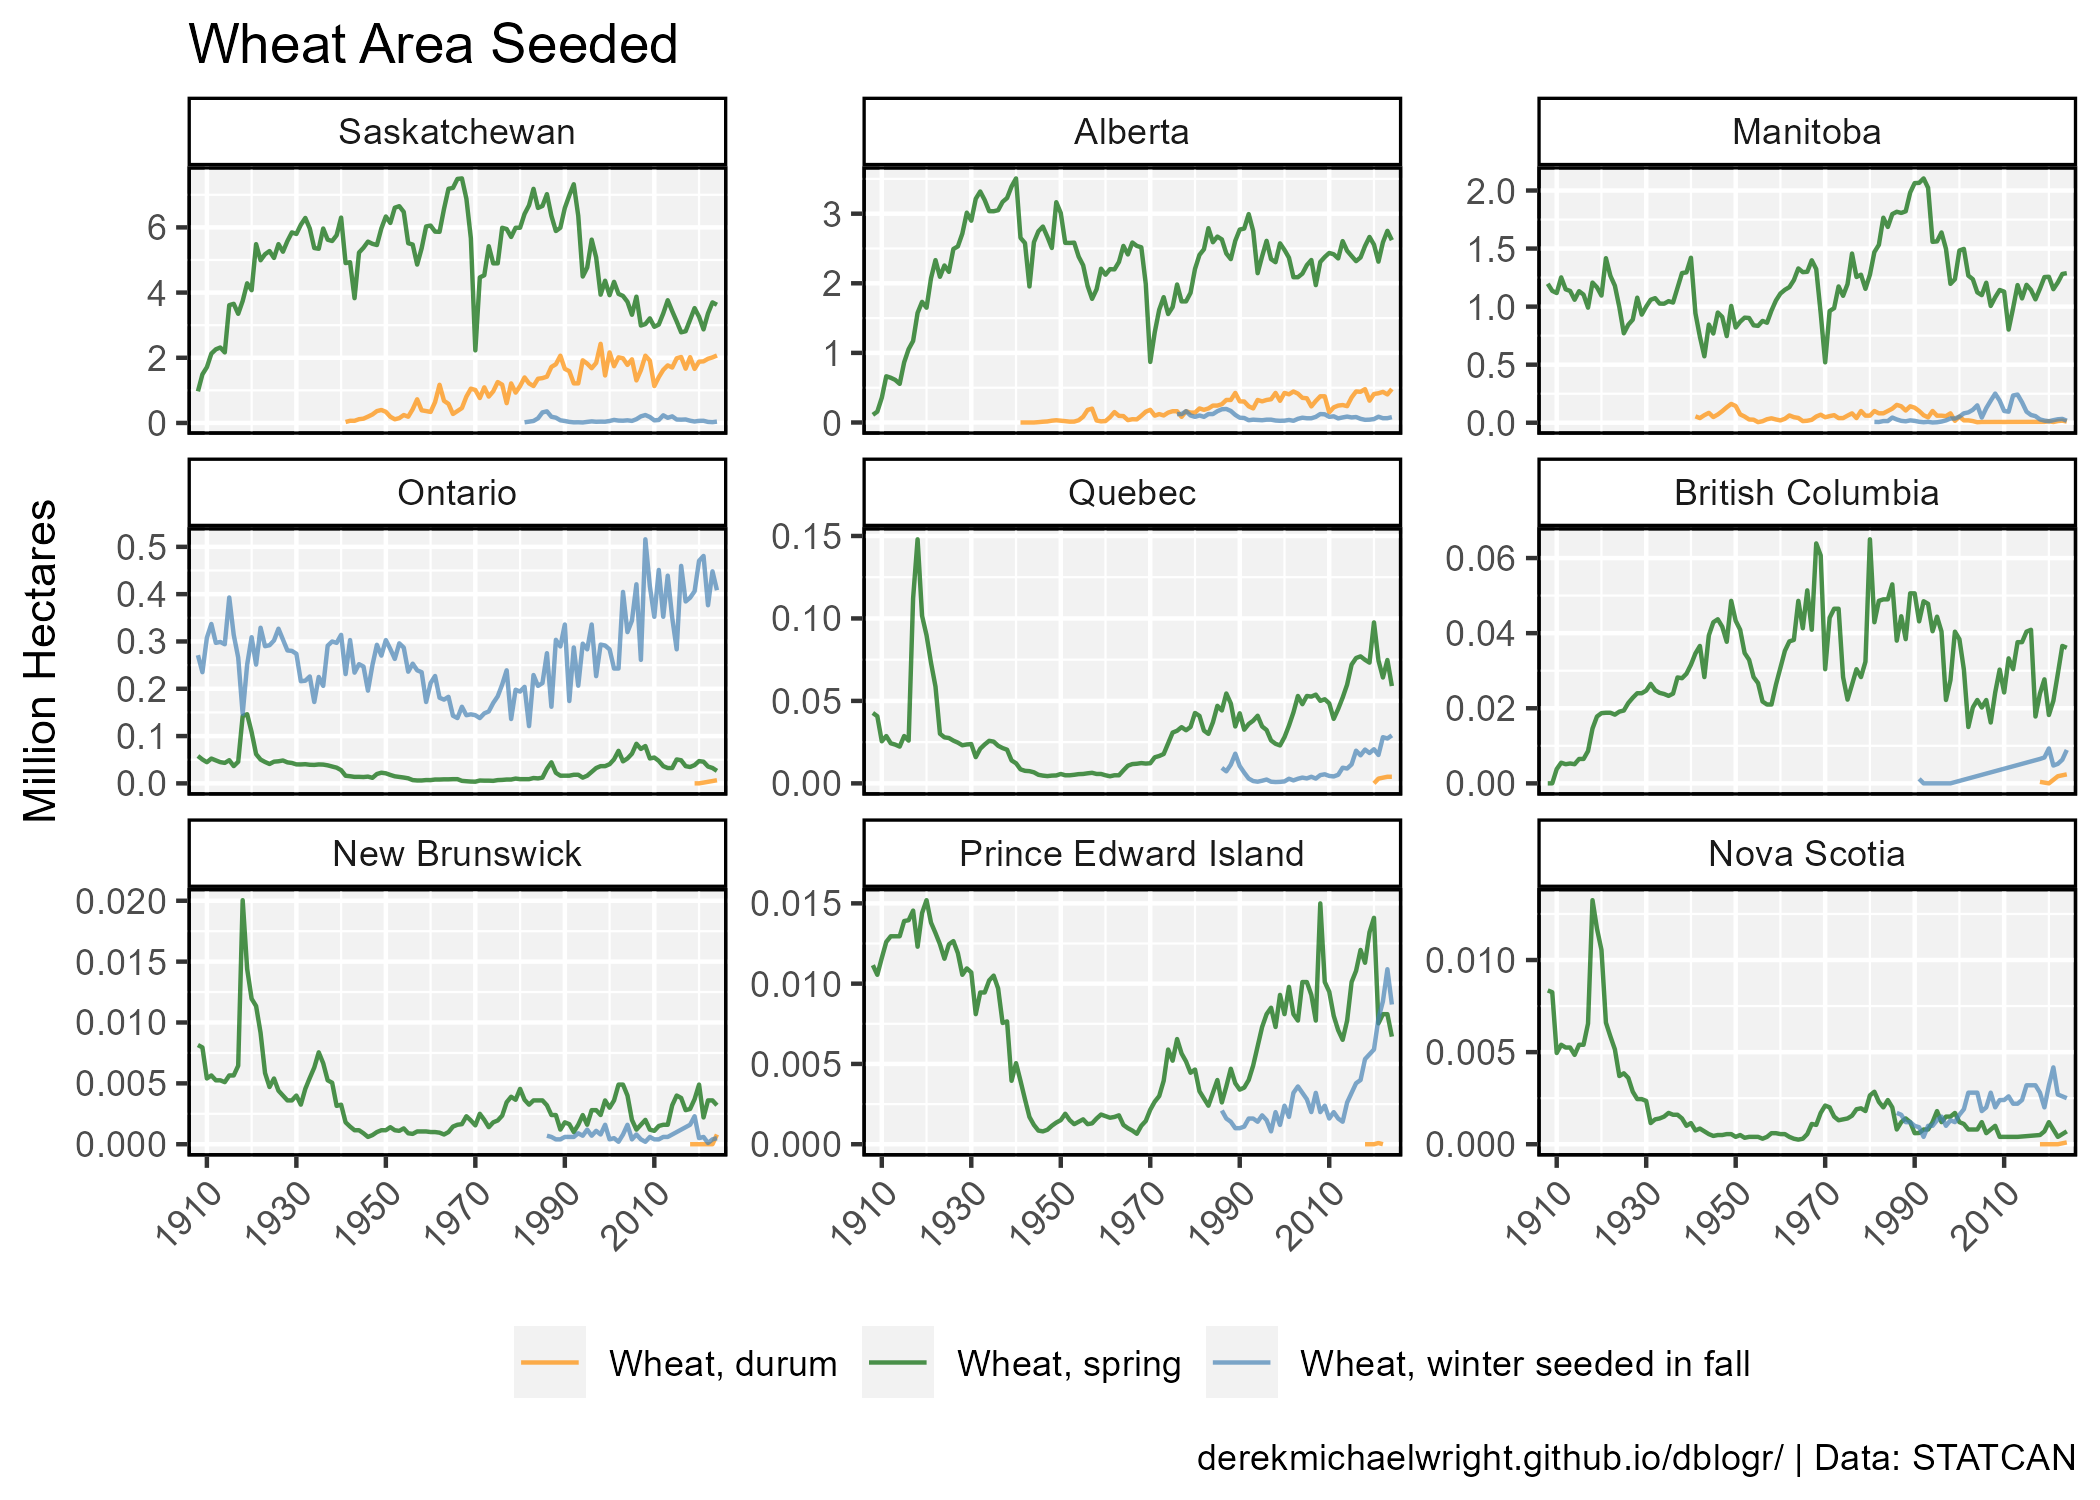 Wheat Area Seeded
Saskatchewan
Alberta
Manitoba
6
4
2
0
3
2
1
0
2.0
1.5
1.0
0.5
0.0
Ontario
Quebec
British Columbia
0.5
0.4
0.3
0.2
0.1
0.0
0.15
0.10
0.05
0.00
0.06
0.04
0.02
0.00
Million Hectares
New Brunswick
Prince Edward Island
Nova Scotia
0.020
0.015
0.010
0.005
0.000
0.015
0.010
0.005
0.000
0.010
0.005
0.000
1910 1930 1950 1970 1990 2010
1910 1930 1950 1970 1990 2010
1910 1930 1950 1970 1990 2010
Wheat, durum
Wheat, spring
Wheat, winter seeded in fall
derekmichaelwright.github.io/dblogr/ | Data: STATCAN